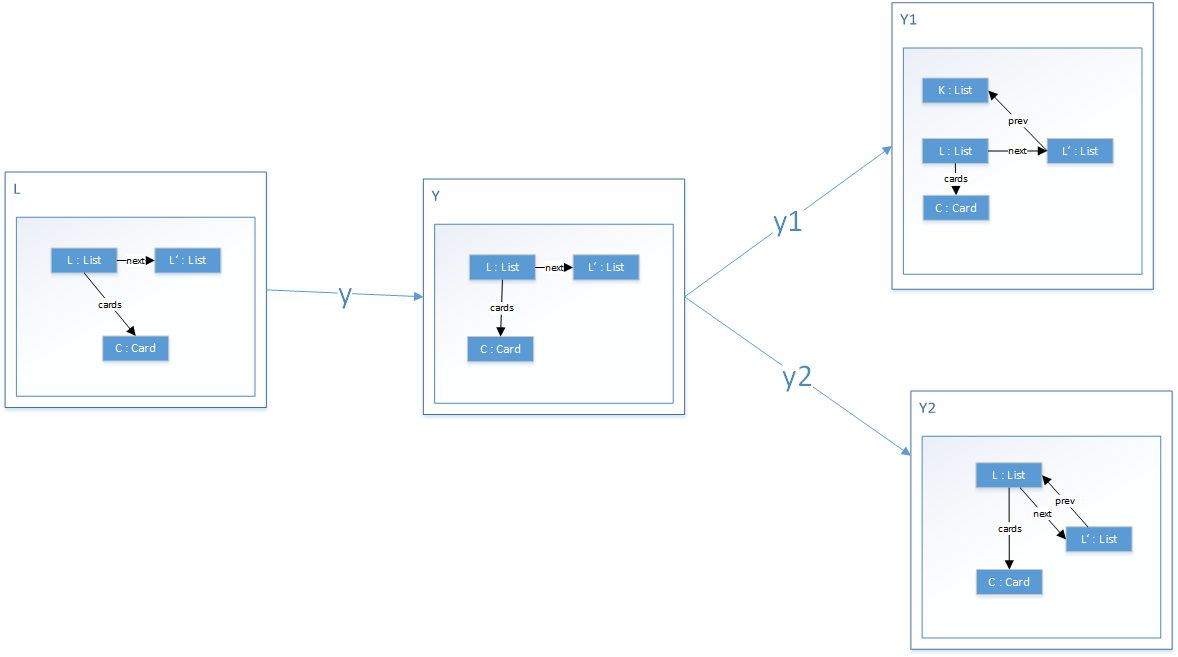 L
L : List
next
L‘ : List
cards
C : Card
y
Y
L : List
next
L‘ : List
cards
C : Card
y1
y2
Y1
K : List
prev
L : List
next
L‘ : List
cards
C : Card
Y2
L : List
prev
next
cards
L‘ : List
C : Card